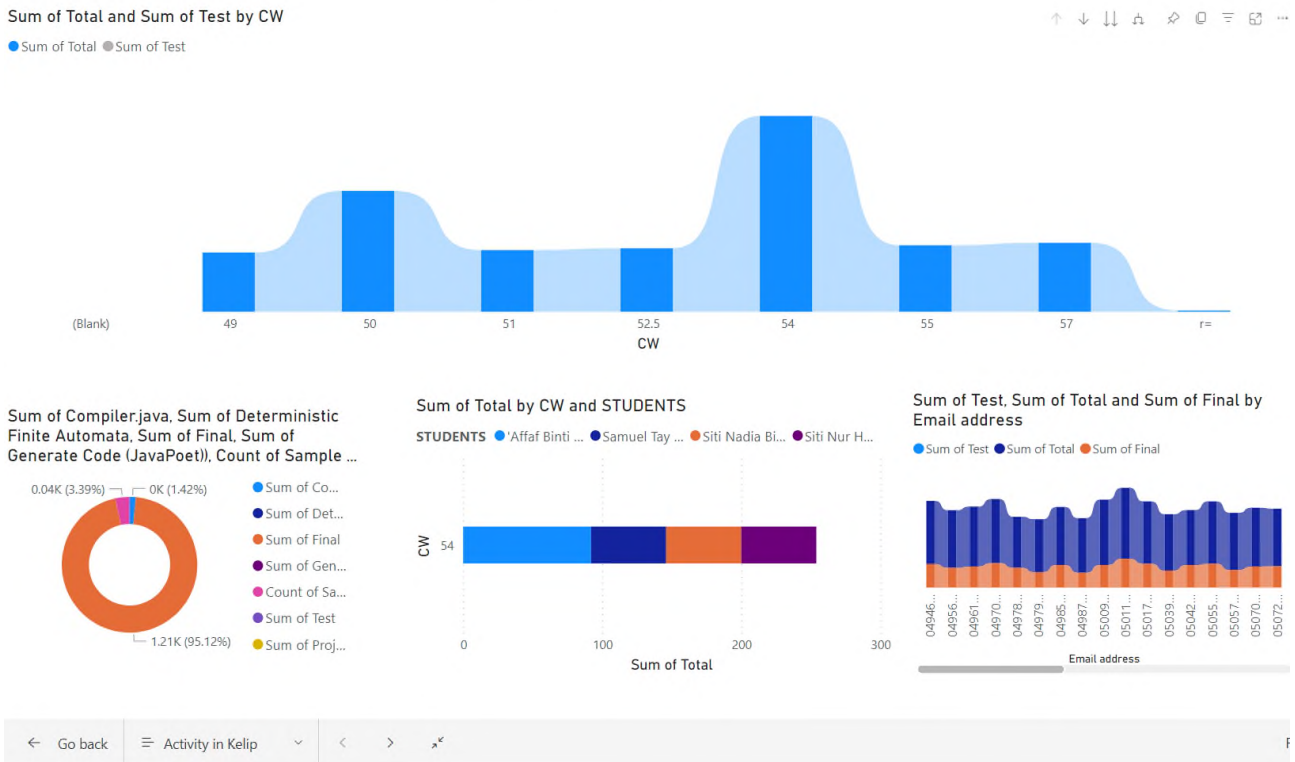 Sum of Total and Sum of Test by CW
Sum of Total Sum of Test
(Blank) 49 50 51 52.5 54 55 57 r=
CW
Sum of Compiler.java, Sum of Deterministic
Finite Automata, Sum of Final, Sum of
Generate Code (JavaPoet)), Count of Sample ...
0.04K (3.39%) 0K (1.42%)
1.21K (95.12%)
Sum of Co...
Sum of Det...
Sum of Final
Sum of Gen...
Count of Sa...
Sum of Test
Sum of Proj...
Sum of Total by CW and STUDENTS
STUDENTS 'Affaf Binti ... Samuel Tay ... Siti Nadia Bi... Siti Nur H...
CW
54
0 100 200 300
Sum of Total
Sum of Test, Sum of Total and Sum of Final by
Email address
Sum of Test Sum of Total Sum of Final
04946... 04956... 04961... 04970... 04978... 04979... 04985... 04987... 05009... 05011... 05017... 05039... 05042... 05055... 05057... 05070... 05072...
Email address
Go back Activity in Kelip